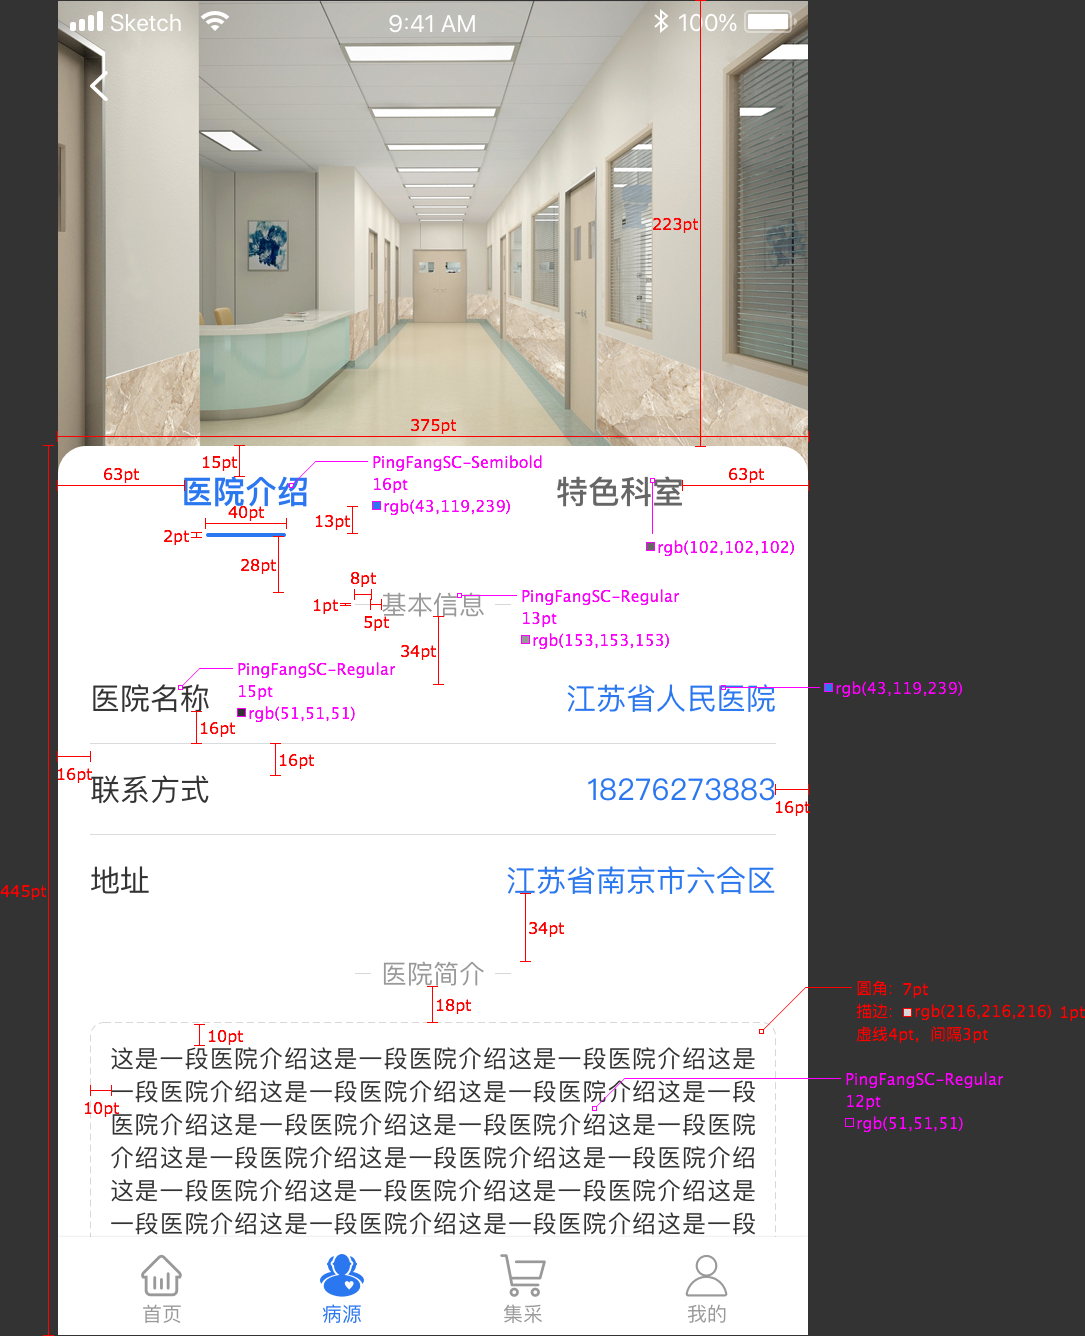 Sketch 9:41 AM 100%
223pt
375pt
15pt
PingFangSC-Semibold
16pt
rgb(43,119,239)
63pt
63pt
医院介绍
特色科室
40pt
13pt
2pt
28pt
rgb(102,102,102)
8pt
1pt
基本信息
5pt
PingFangSC-Regular
13pt
rgb(153,153,153)
34pt
PingFangSC-Regular
15pt
rgb(51,51,51)
医院名称
江苏省人民医院
rgb(43,119,239)
16pt
16pt
16pt
联系方式
18276273883
16pt
445pt
地址
江苏省南京市六合区
34pt
医院简介
18pt
圆角：7pt
描边： rgb(216,216,216) 1pt
虚线4pt，间隔3pt
10pt
这是一段医院介绍这是一段医院介绍这是一段医院介绍这是
一段医院介绍这是一段医院介绍这是一段医院介绍这是一段
医院介绍这是一段医院介绍这是一段医院介绍这是一段医院
介绍这是一段医院介绍这是一段医院介绍这是一段医院介绍
这是一段医院介绍这是一段医院介绍这是一段医院介绍这是
一段医院介绍这是一段医院介绍这是一段医院介绍这是一段
10pt
PingFangSC-Regular
12pt
rgb(51,51,51)
首页
病源
集采
我的